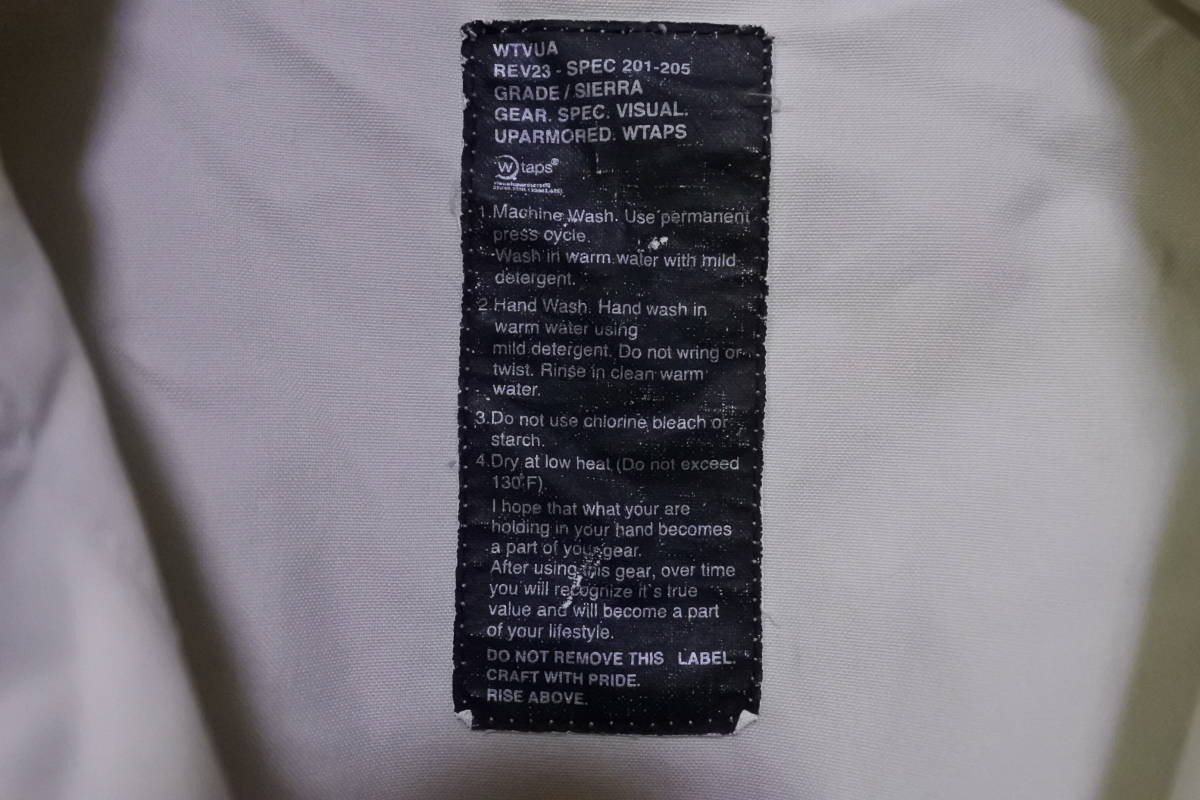 WTVUA
REV23 - SPEC 201-205
GRADE / SIERRA
GEAR. SPEC. VISUAL.
UPARMORED. WTAPS
Wtaps®
1.Machine Wash. Use permanent
press cycle.
Wash in warm water with mild
detergent.
2.Hand Wash. Hand wash in
warm water using
mild detergent. Do not wring or
twist. Rinse in clean warm
water.
3.Do not use chlorine bleach or
starch.
4.Dry at low heat (Do not exceed
130°F)
I hope that what your are
holding in your hand becomes
a part of your gear.
After using this gear, over time
you will recognize it`s true
value and will become a part
of your lifestyle.
DO NOT REMOVE THIS LABEL.
CRAFT WITH PRIDE.
RISE ABOVE.